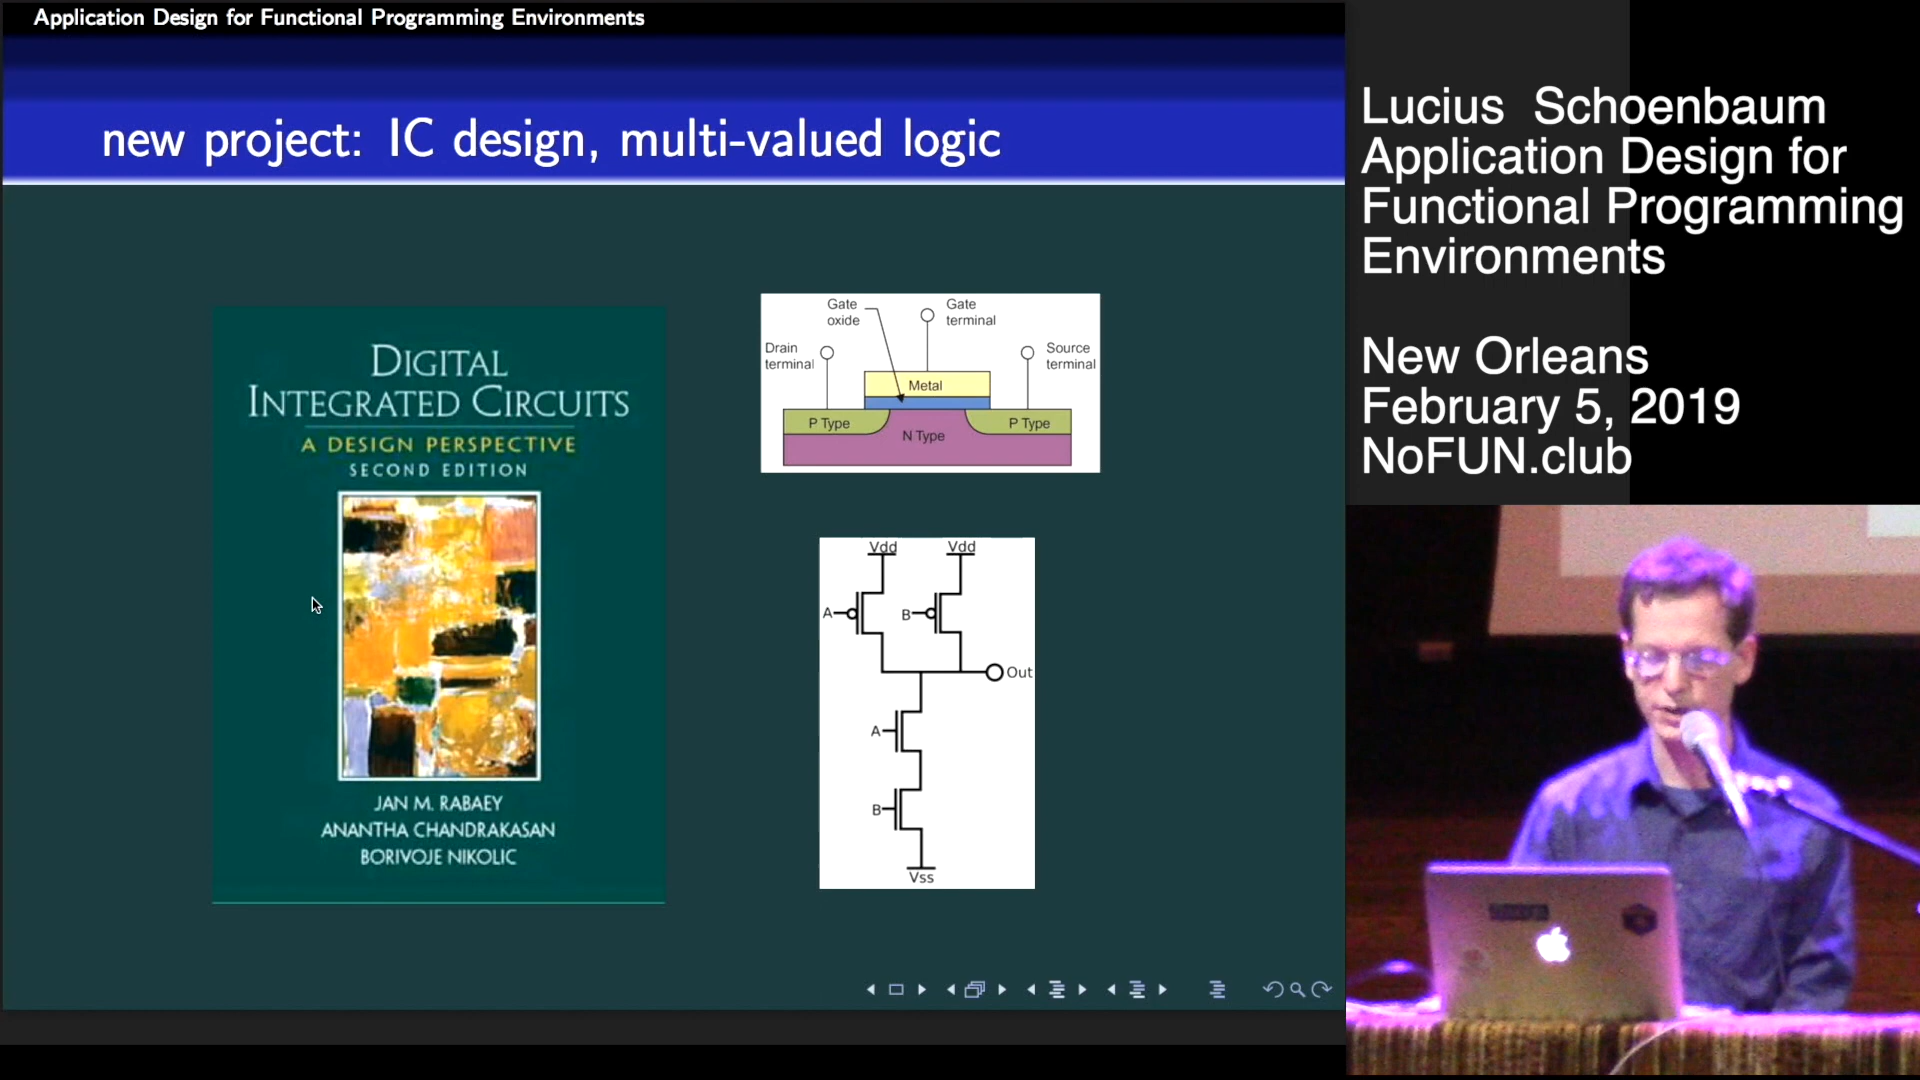 Application Design for Functional Programming Environments
new project: IC design, multi-valued logic
DIGITAL
INTEGRATED CIRCUITS
A DESIGN PERSPECTIVE
SECOND EDITION
JAN M. RABAEY
ANANTHA CHANDRAKASAN
BORIVOJE NIKOLIC
Gate
oxide
Gate
terminal
Drain
terminal
Source
terminal
Metal
P Type
N Type
P Type
Vdd
Vdd
A
B
Out
A
B
Vss
Lucius Schoenbaum
Application Design for
Functional Programming
Environments
New Orleans
February 5, 2019
NoFUN.club